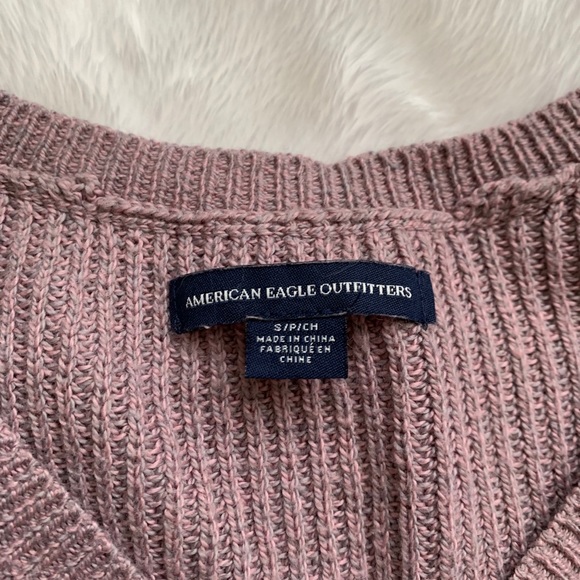 AMERICAN EAGLE OUTFITTERS
S/P/CH
MADE IN CHINA
FABRIQUÉ EN
CHINE